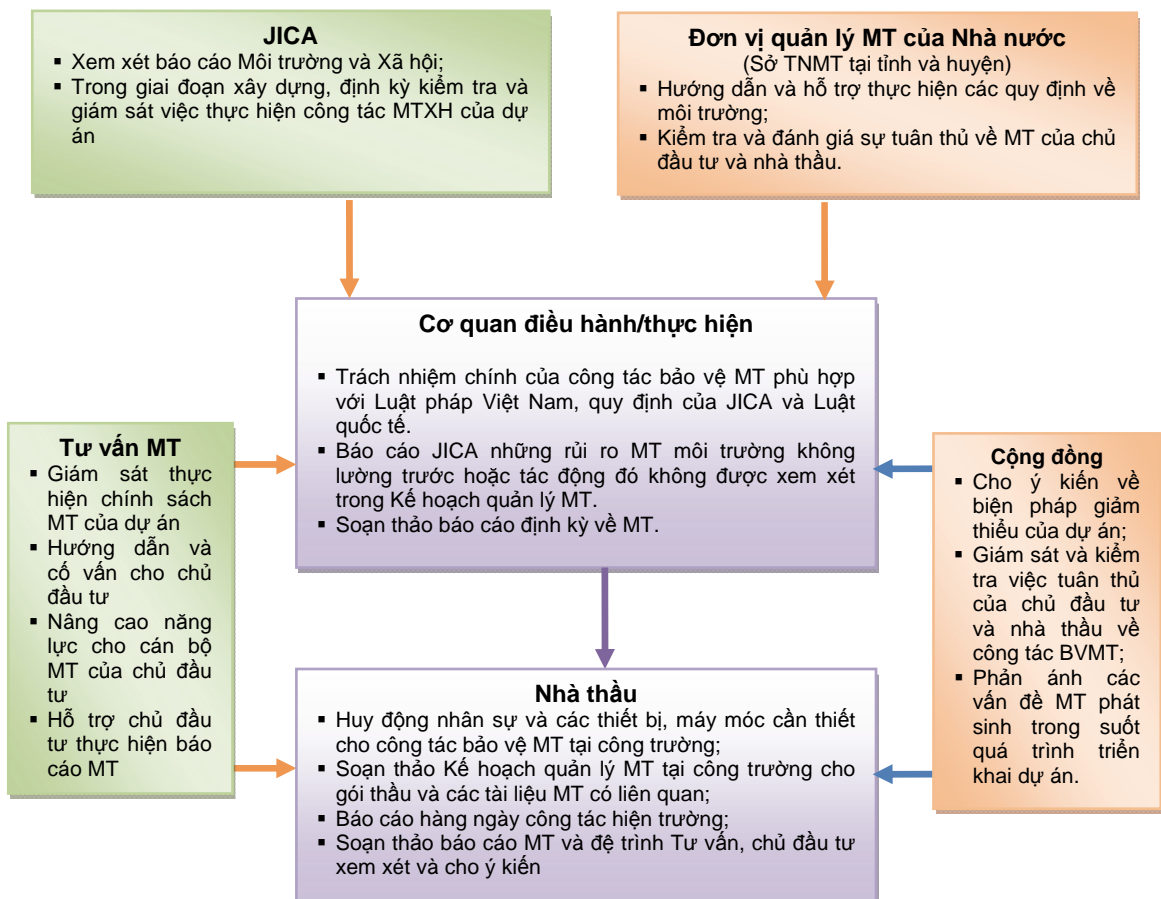 JICA
▪ Xem xét báo cáo Môi trường và Xã hội;
▪ Trong giai đoạn xây dựng, định kỳ kiểm tra và
giám sát việc thực hiện công tác MTXH của dự
án
Đơn vị quản lý MT của Nhà nước
(Sở TNMT tại tỉnh và huyện)
▪ Hướng dẫn và hỗ trợ thực hiện các quy định về
môi trường;
▪ Kiểm tra và đánh giá sự tuân thủ về MT của chủ
đầu tư và nhà thầu.
Cơ quan điều hành/thực hiện
▪ Trách nhiệm chính của công tác bảo vệ MT phù hợp
với Luật pháp Việt Nam, quy định của JICA và Luật
quốc tế.
▪ Báo cáo JICA những rủi ro MT môi trường không
lường trước hoặc tác động đó không được xem xét
trong Kế hoạch quản lý MT.
▪ Soạn thảo báo cáo định kỳ về MT.
Tư vấn MT
▪ Giám sát thực
hiện chính sách
MT của dự án
▪ Hướng dẫn và
cố vấn cho chủ
đầu tư
▪ Nâng cao năng
lực cho cán bộ
MT của chủ đầu
tư
▪ Hỗ trợ chủ đầu
tư thực hiện báo
cáo MT
Cộng đồng
▪ Cho ý kiến về
biện pháp giảm
thiểu của dự án;
▪ Giám sát và kiểm
tra việc tuân thủ
của chủ đầu tư
và nhà thầu về
công tác BVMT;
▪ Phản ánh các
vấn đề MT phát
sinh trong suốt
quá trình triển
khai dự án.
Nhà thầu
▪ Huy động nhân sự và các thiết bị, máy móc cần thiết
cho công tác bảo vệ MT tại công trường;
▪ Soạn thảo Kế hoạch quản lý MT tại công trường cho
gói thầu và các tài liệu MT có liên quan;
▪ Báo cáo hàng ngày công tác hiện trường;
▪ Soạn thảo báo cáo MT và đệ trình Tư vấn, chủ đầu tư
xem xét và cho ý kiến